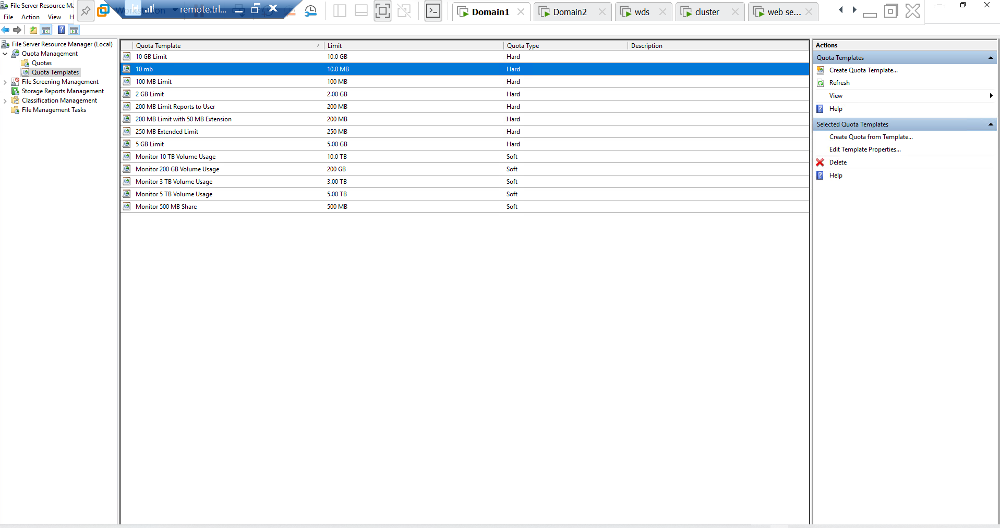 File Server Resource Ma
File Action View H
remote.trl...
Domain1
Domain2
wds
cluster
web se...
File Server Resource Manager (Local)
Quota Management
Quotas
Quota Templates
File Screening Management
Storage Reports Management
Classification Management
File Management Tasks
Quota Template Limit Quota Type Description
10 GB Limit 10.0 GB Hard
10 mb 10.0 MB Hard
100 MB Limit 100 MB Hard
2 GB Limit 2.00 GB Hard
200 MB Limit Reports to User 200 MB Hard
200 MB Limit with 50 MB Extension 200 MB Hard
250 MB Extended Limit 250 MB Hard
5 GB Limit 5.00 GB Hard
Monitor 10 TB Volume Usage 10.0 TB Soft
Monitor 200 GB Volume Usage 200 GB Soft
Monitor 3 TB Volume Usage 3.00 TB Soft
Monitor 5 TB Volume Usage 5.00 TB Soft
Monitor 500 MB Share 500 MB Soft
Actions
Quota Templates
Create Quota Template...
Refresh
View
Help
Selected Quota Templates
Create Quota from Template...
Edit Template Properties...
Delete
Help